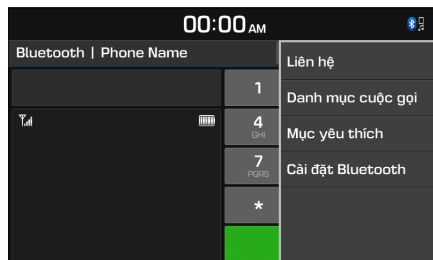 00:00 AM
Bluetooth | Phone Name
1
4
GHI
7
PQRS
*
Liên hệ
Danh mục cuộc gọi
Mục yêu thích
Cài đặt Bluetooth